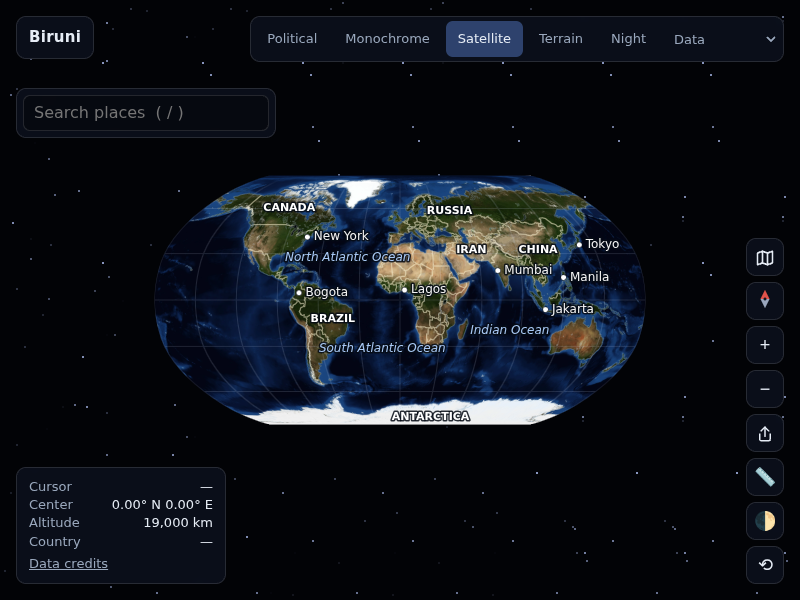 Biruni
Political Monochrome Satellite Terrain Night Data
Search places ( / )
CANADA
RUSSIA
New York
North Atlantic Ocean
IRAN
CHINA
Tokyo
Mumbai
Manila
Bogota
Lagos
Jakarta
BRAZIL
Indian Ocean
South Atlantic Ocean
ANTARCTICA
+
−
Cursor —
Center 0.00° N 0.00° E
Altitude 19,000 km
Country —
Data credits